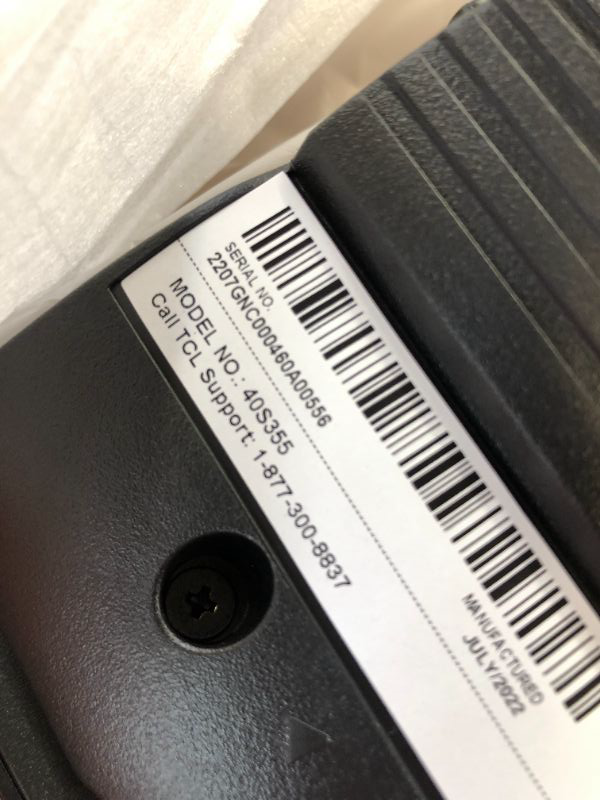 SERIAL NO.
2207GNC000460A00556
MANUFACTURED
JULY/2022
MODEL NO.: 40S355
Call TCL Support: 1-877-300-8837